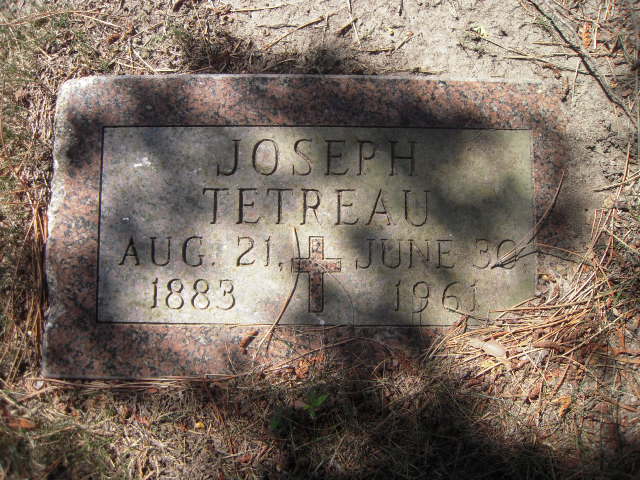 JOSEPH
TETREAU
AUG. 21, JUNE 30,
1883 1961